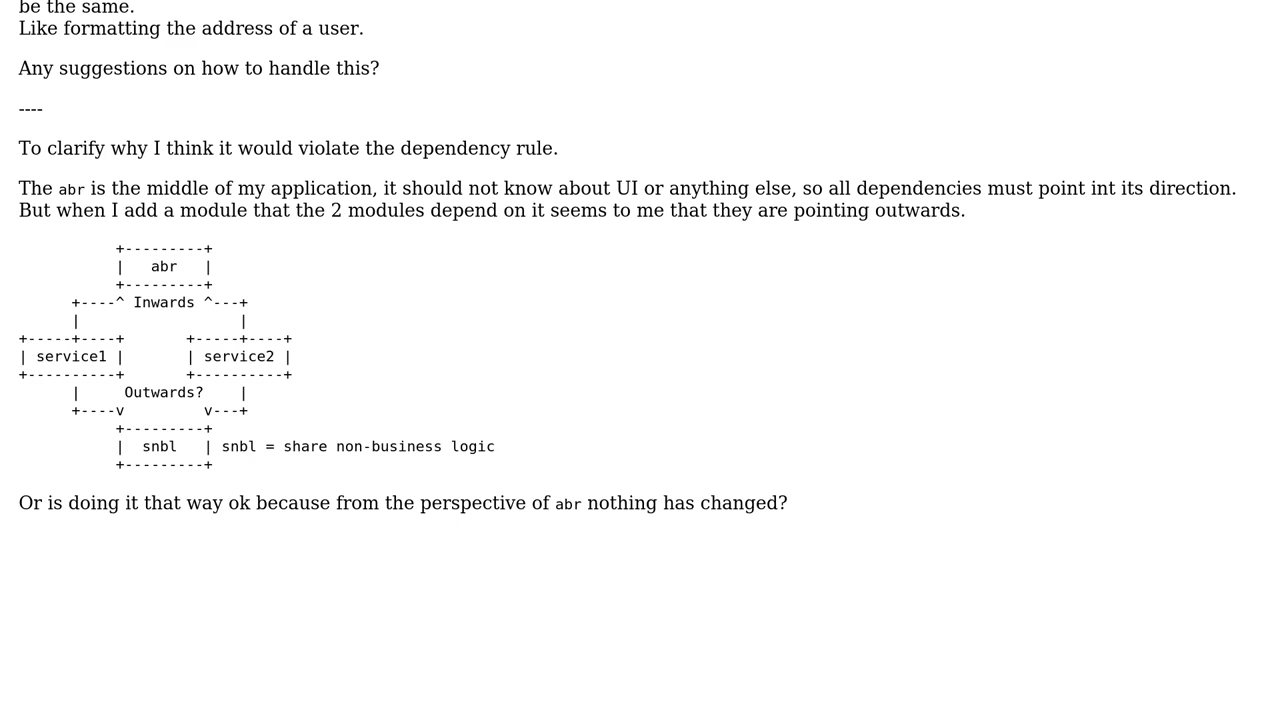 be the same.
Like formatting the address of a user.
Any suggestions on how to handle this?
----
To clarify why I think it would violate the dependency rule.
The abr is the middle of my application, it should not know about UI or anything else, so all dependencies must point int its direction.
But when I add a module that the 2 modules depend on it seems to me that they are pointing outwards.
           +---------+
           |   abr   |
           +---------+
      +----^ Inwards ^---+
      |                  |
+-----+----+       +-----+----+
| service1 |       | service2 |
+----------+       +----------+
      |     Outwards?    |
      +----v         v---+
           +---------+
           |  snbl   | snbl = share non-business logic
           +---------+
Or is doing it that way ok because from the perspective of abr nothing has changed?